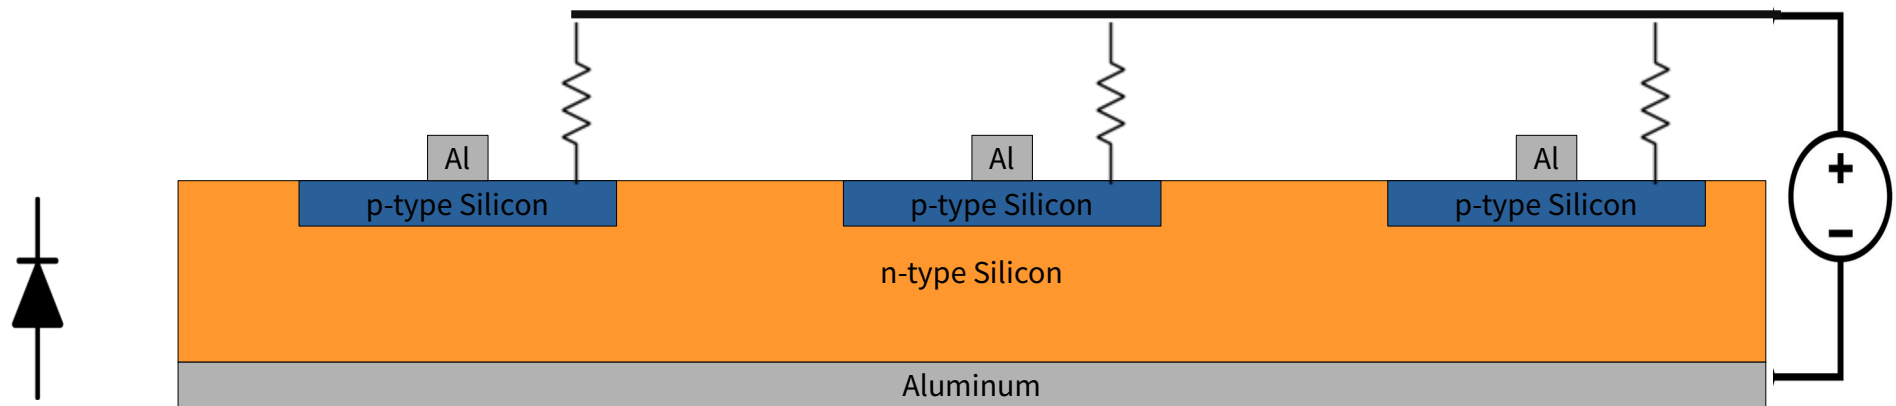 Al
Al
Al
+
p-type Silicon
p-type Silicon
p-type Silicon
−
n-type Silicon
Aluminum